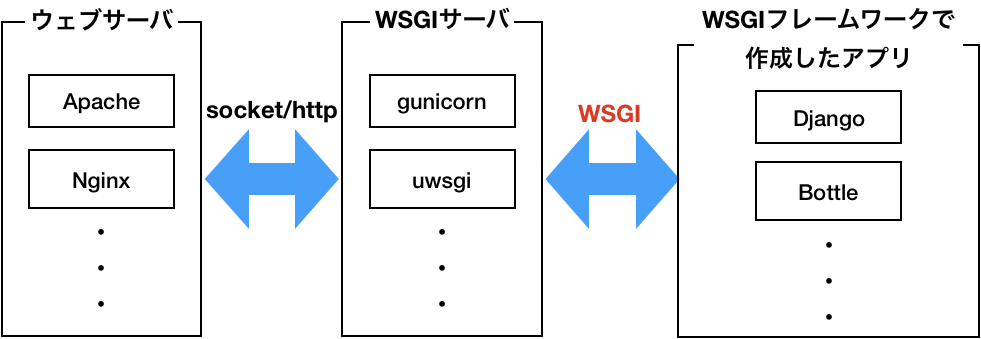 ウェブサーバ
Apache
Nginx
socket/http
WSGIサーバ
gunicorn
uwsgi
WSGI
WSGIフレームワークで
作成したアプリ
Django
Bottle